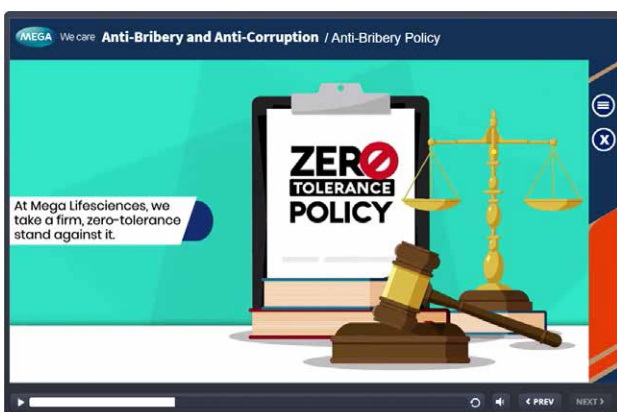 MEGA We care Anti-Bribery and Anti-Corruption / Anti-Bribery Policy
ZERO
TOLERANCE
POLICY
At Mega Lifesciences, we
take a firm, zero-tolerance
stand against it.
X
< PREV NEXT >